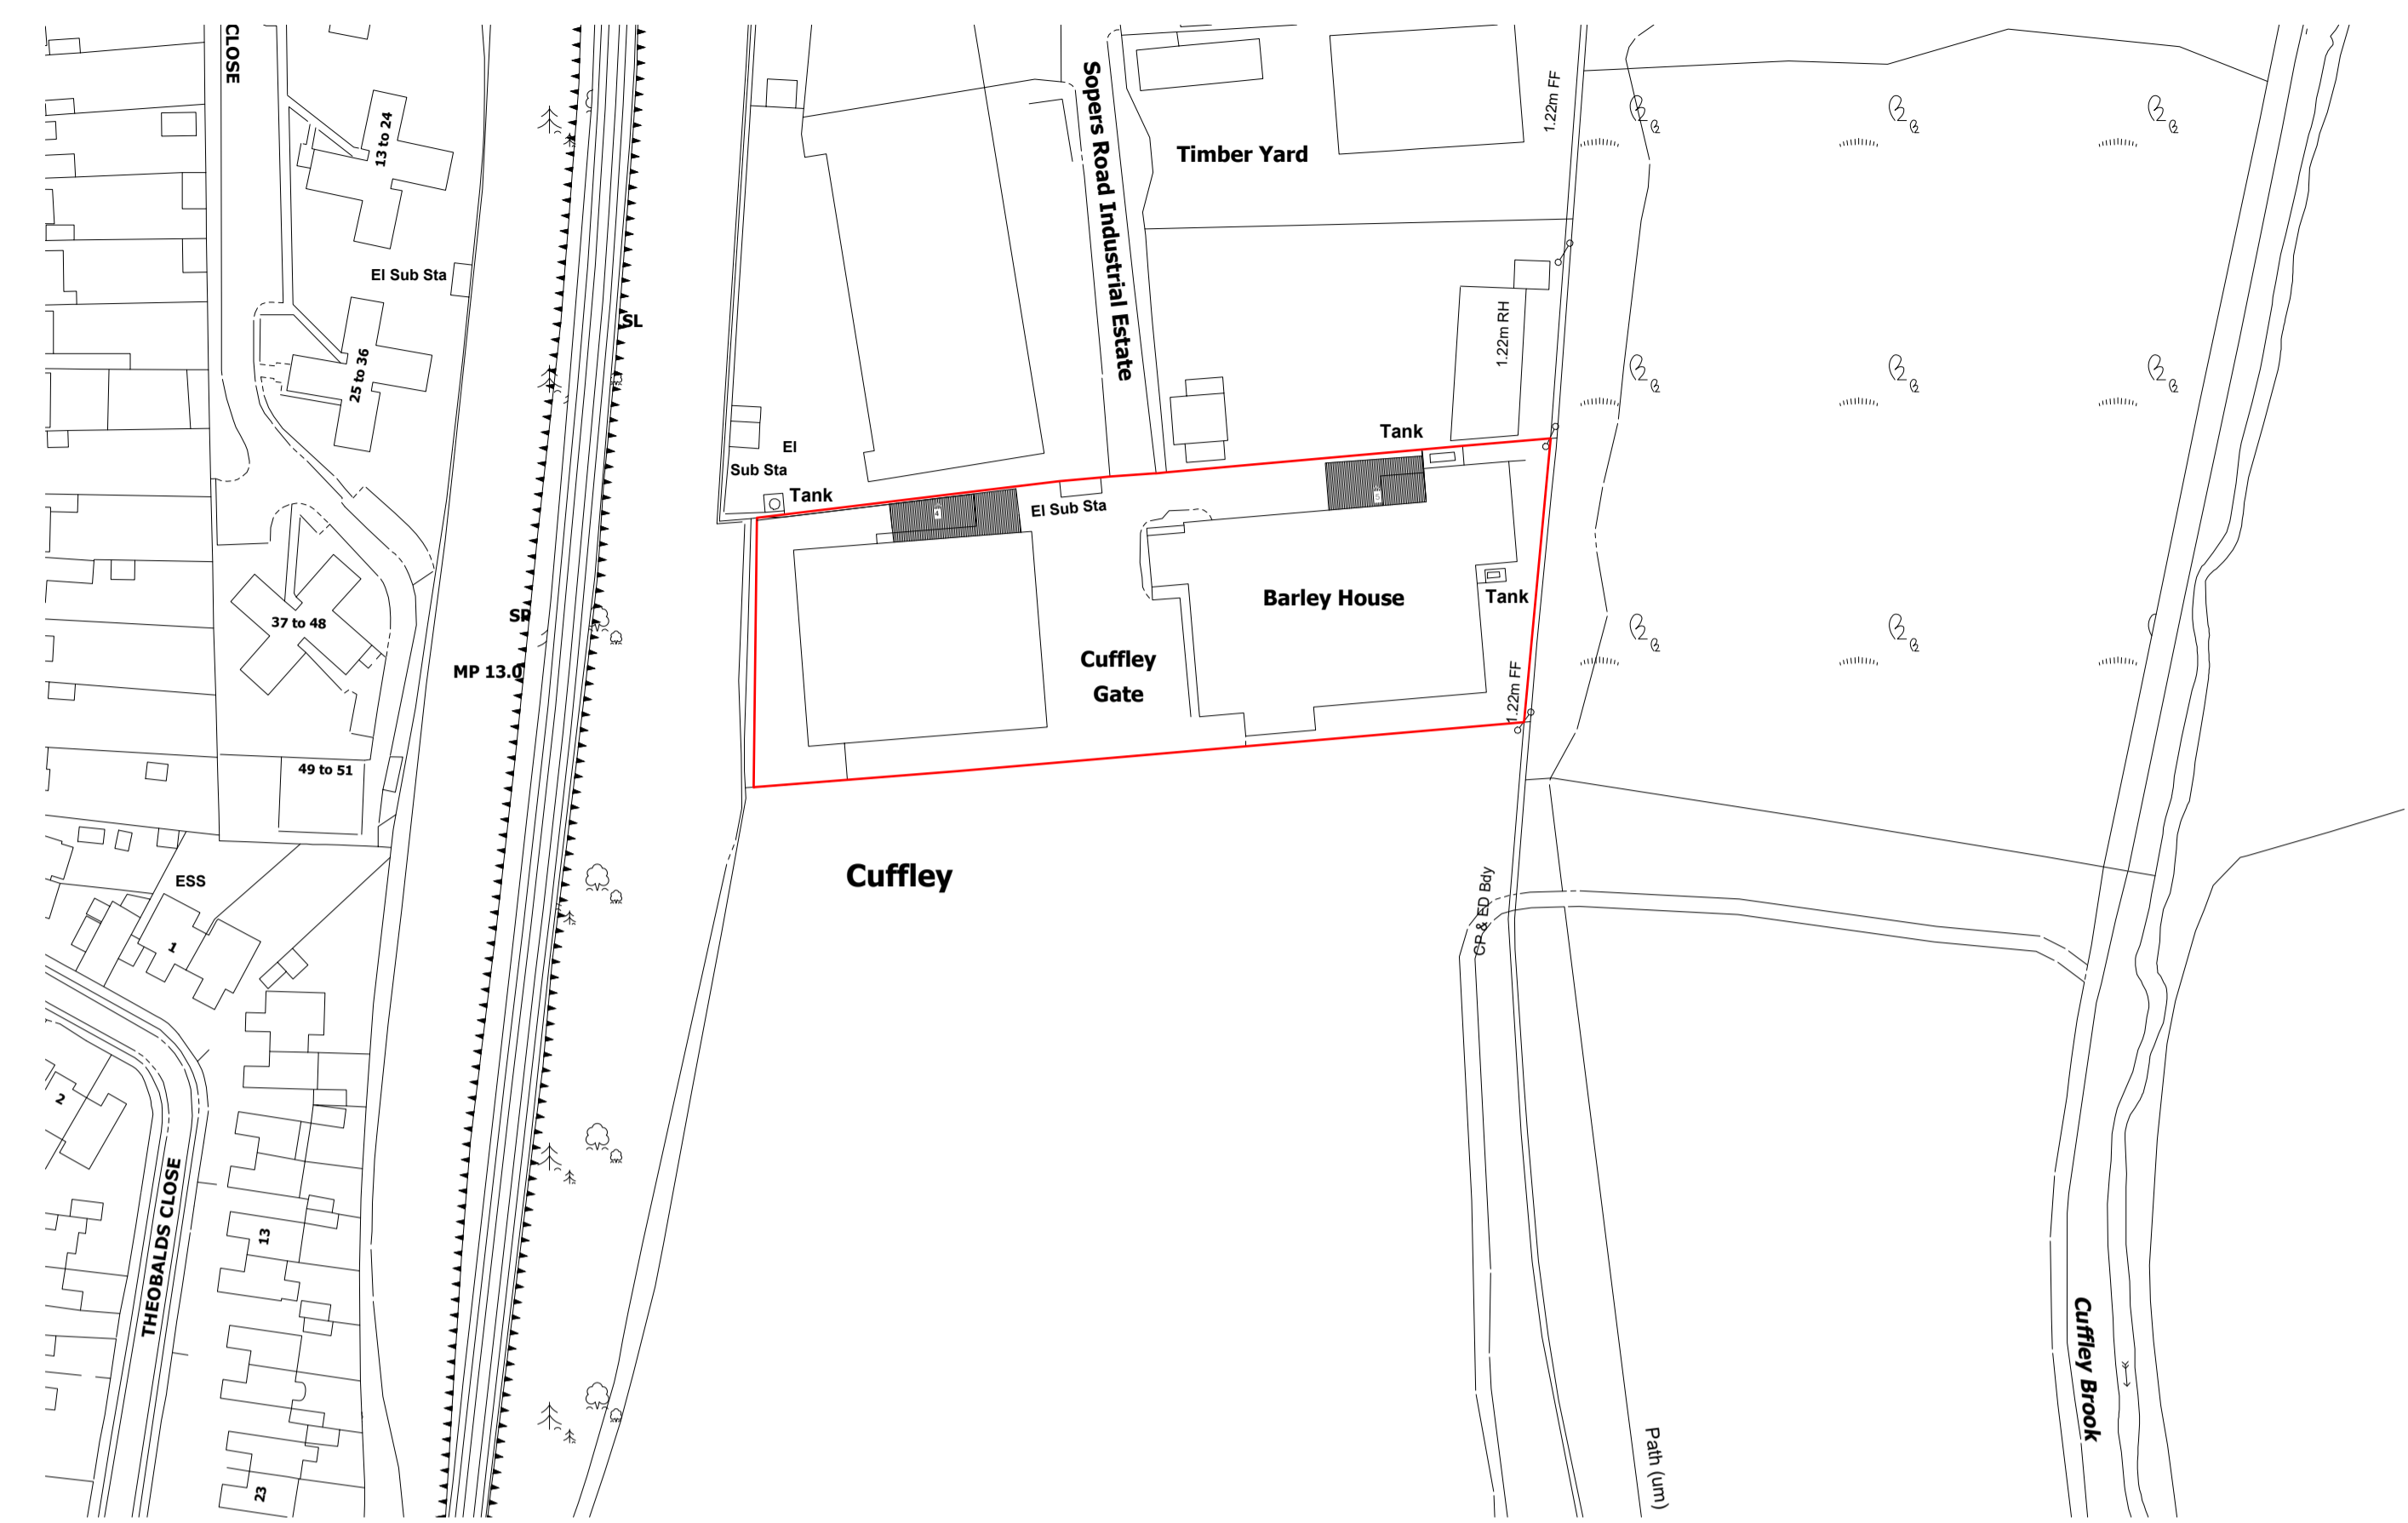 CLOSE
13 to 24
Sopers Road Industrial Estate
1.22m FF
Timber Yard
El Sub Sta
SL
1.22m RH
25 to 36
Tank
El
Sub Sta
Tank
4
El Sub Sta
5
Barley House
Tank
SP
37 to 48
MP 13.0
Cuffley
Gate
1.22m FF
49 to 51
Cuffley
ESS
CP & ED Bdy
1
2
THEOBALDS CLOSE
13
Cuffley Brook
Path (um)
23